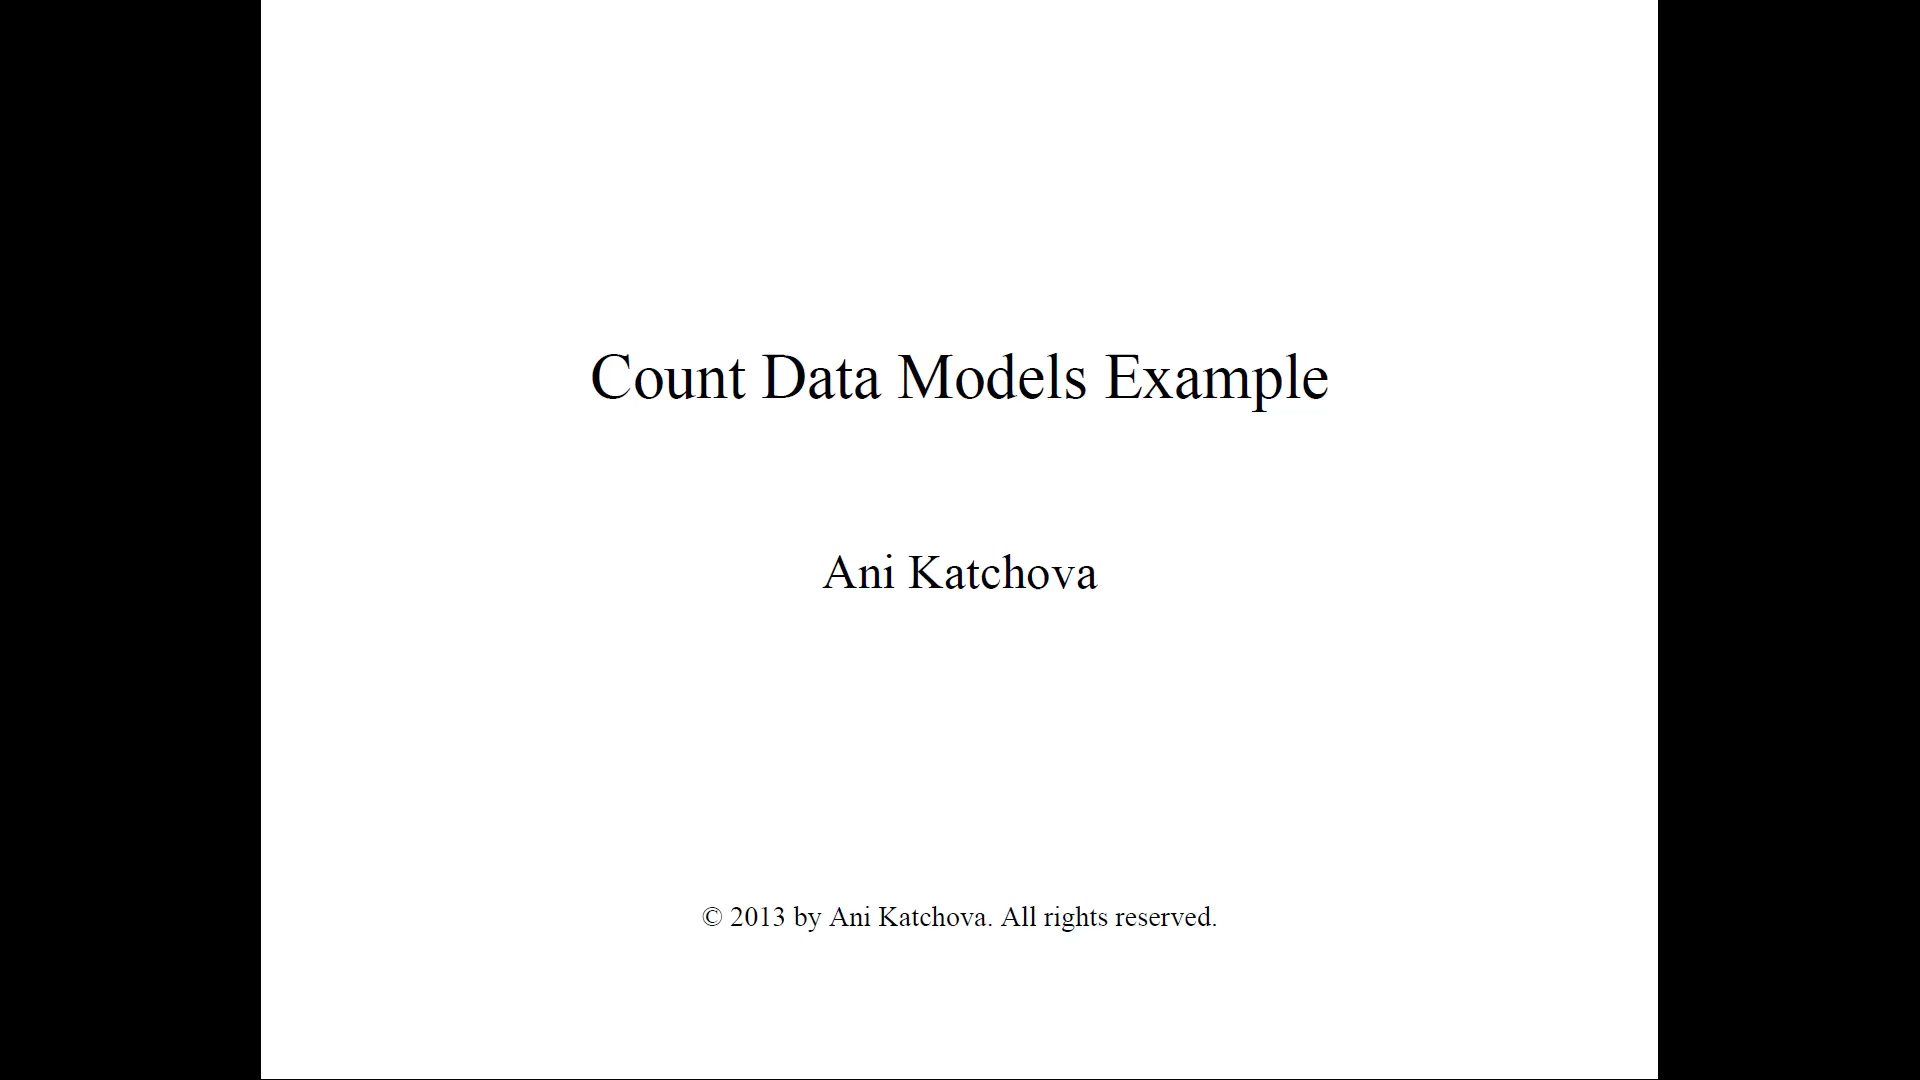 Count Data Models Example
Ani Katchova
© 2013 by Ani Katchova. All rights reserved.